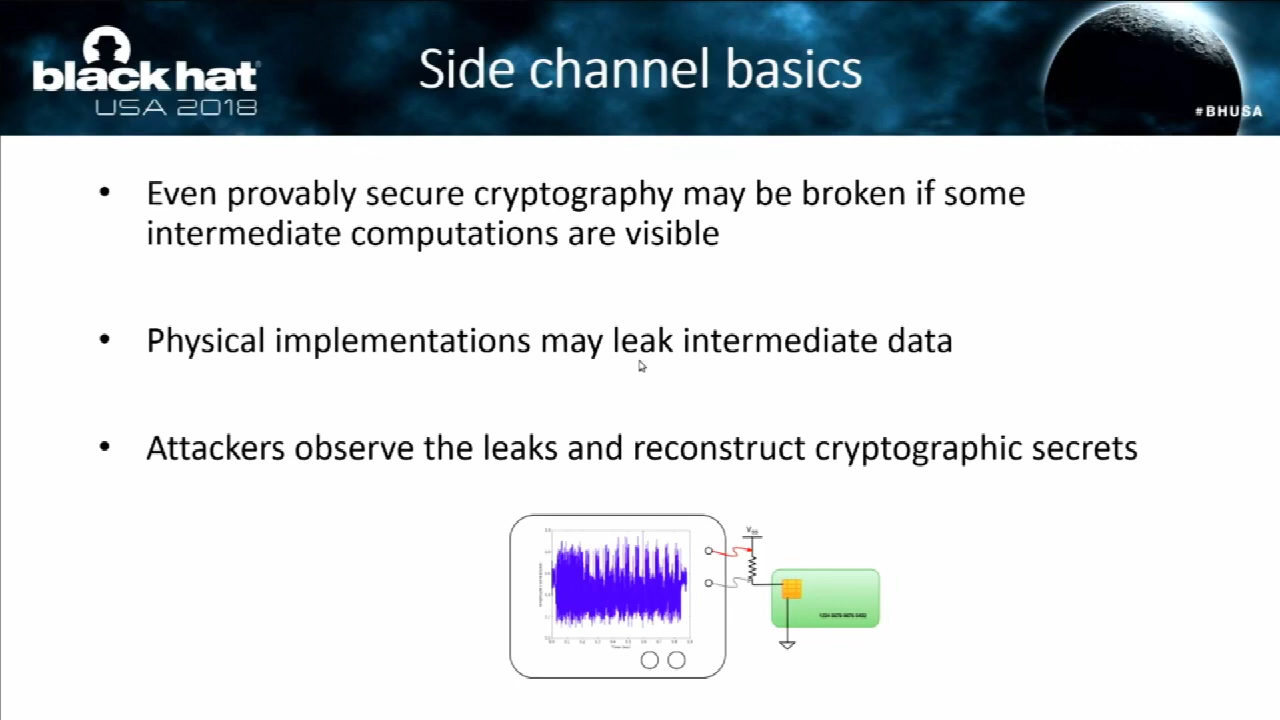 black hat
USA 2018
Side channel basics
#BHUSA
• Even provably secure cryptography may be broken if some
intermediate computations are visible
• Physical implementations may leak intermediate data
• Attackers observe the leaks and reconstruct cryptographic secrets